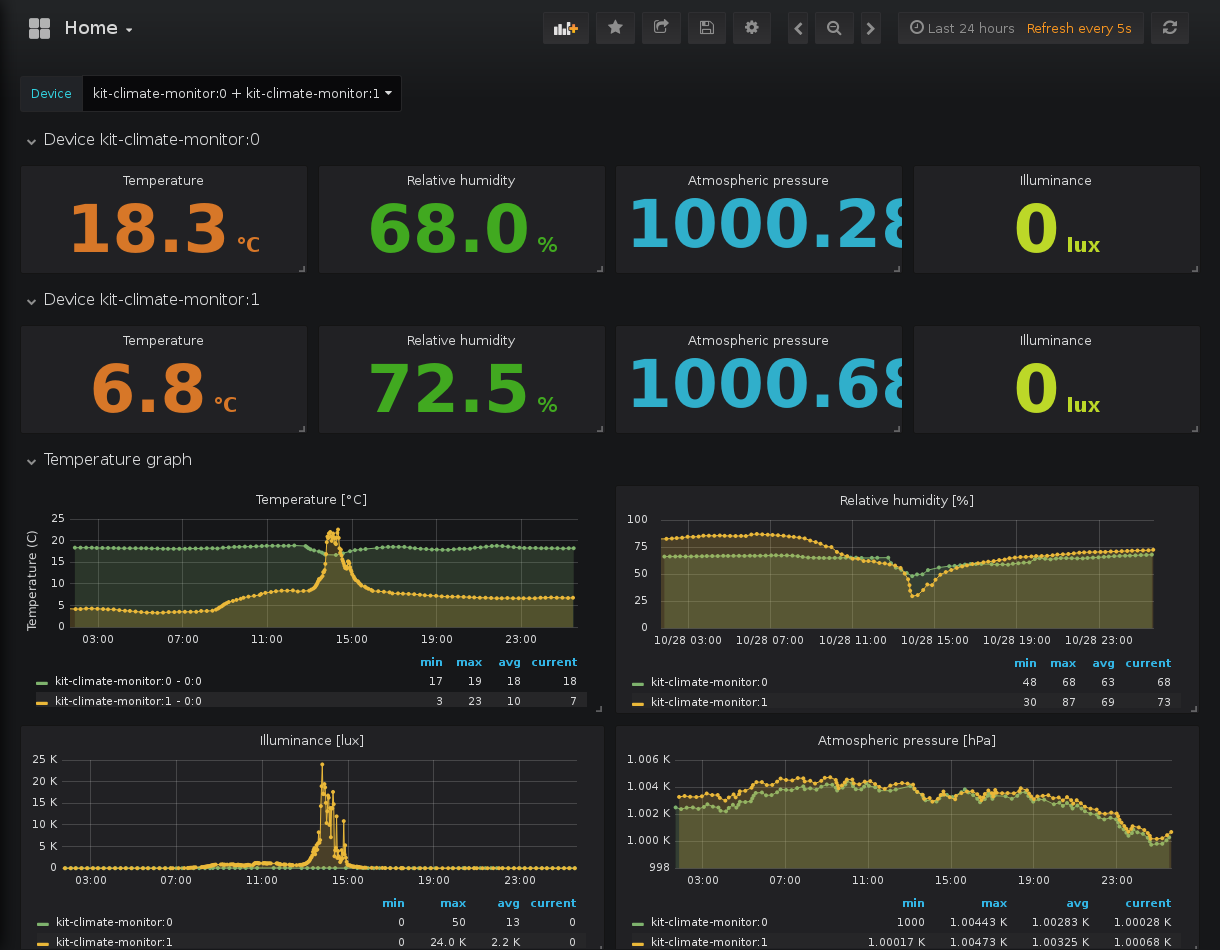 Home
Last 24 hours Refresh every 5s
Device kit-climate-monitor:0 + kit-climate-monitor:1
Device kit-climate-monitor:0
Temperature Relative humidity Atmospheric pressure Illuminance
18.3 °C 68.0 % 1000.28 0 lux
Device kit-climate-monitor:1
Temperature Relative humidity Atmospheric pressure Illuminance
6.8 °C 72.5 % 1000.68 0 lux
Temperature graph
Temperature [°C]
Temperature (C)
25
20
15
10
5
0
03:00 07:00 11:00 15:00 19:00 23:00
min max avg current
kit-climate-monitor:0 - 0:0 17 19 18 18
kit-climate-monitor:1 - 0:0 3 23 10 7
Relative humidity [%]
100
75
50
25
0
10/28 03:00 10/28 07:00 10/28 11:00 10/28 15:00 10/28 19:00 10/28 23:00
min max avg current
kit-climate-monitor:0 48 68 63 68
kit-climate-monitor:1 30 87 69 73
Illuminance [lux]
25 K
20 K
15 K
10 K
5 K
0
03:00 07:00 11:00 15:00 19:00 23:00
min max avg current
kit-climate-monitor:0 0 50 13 0
kit-climate-monitor:1 0 24.0 K 2.2 K 0
Atmospheric pressure [hPa]
1.006 K
1.004 K
1.002 K
1.000 K
998
03:00 07:00 11:00 15:00 19:00 23:00
min max avg current
kit-climate-monitor:0 1000 1.00443 K 1.00283 K 1.00028 K
kit-climate-monitor:1 1.00017 K 1.00473 K 1.00325 K 1.00068 K